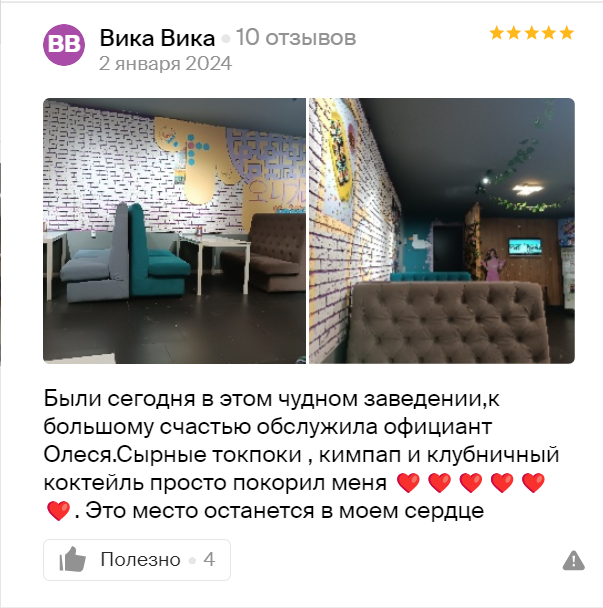 ВВ
Вика Вика 10 отзывов
2 января 2024
Были сегодня в этом чудном заведении,к
большому счастью обслужила официант
Олеся.Сырные токпоки , кимпап и клубничный
коктейль просто покорил меня ❤️ ❤️ ❤️ ❤️ ❤️
❤️ . Это место останется в моем сердце
Полезно 4